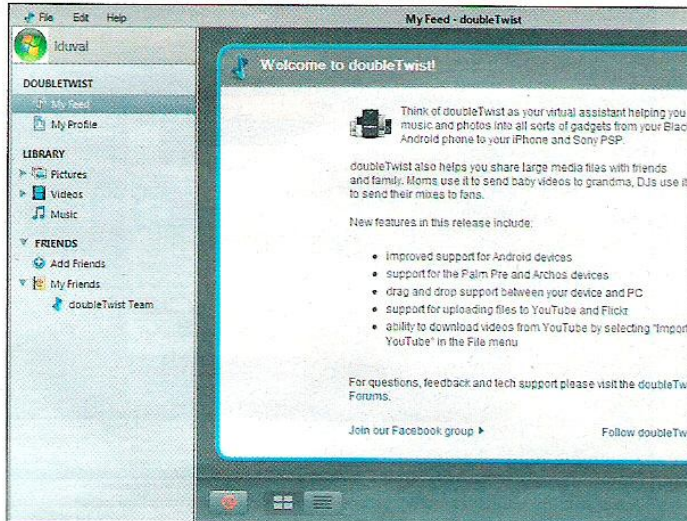 File Edit Help
My Feed - doubleTwist
lduval
DOUBLETWIST
My Feed
My Profile
LIBRARY
Pictures
Videos
Music
FRIENDS
Add Friends
My Friends
doubleTwist Team
Welcome to doubleTwist!
Think of doubleTwist as your virtual assistant helping you
music and photos into all sorts of gadgets from your Blac
Android phone to your iPhone and Sony PSP.
doubleTwist also helps you share large media files with friends
and family. Moms use it to send baby videos to grandma, DJs use it
to send their mixes to fans.
New features in this release include:
• improved support for Android devices
• support for the Palm Pre and Archos devices
• drag and drop support between your device and PC
• support for uploading files to YouTube and Flickr
• ability to download videos from YouTube by selecting "Import
YouTube" in the File menu
For questions, feedback and tech support please visit the doubleTw
Forums.
Join our Facebook group
Follow doubleTw